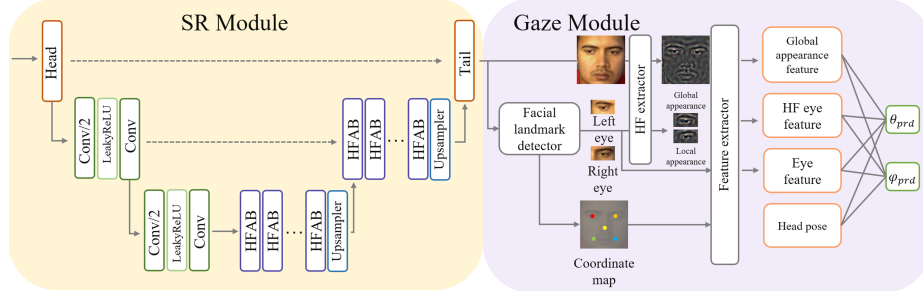 SR Module
Head
Tail
Conv/2
LeakyReLU
Conv
HFAB
HFAB
...
HFAB
Upsampler
Conv/2
LeakyReLU
Conv
HFAB
HFAB
...
HFAB
Upsampler
Gaze Module
Facial
landmark
detector
Left
eye
Right
eye
HF extractor
Global
appearance
Local
appearance
Coordinate
map
Feature extractor
Global
appearance
feature
HF eye
feature
Eye
feature
Head pose
θprd
φprd